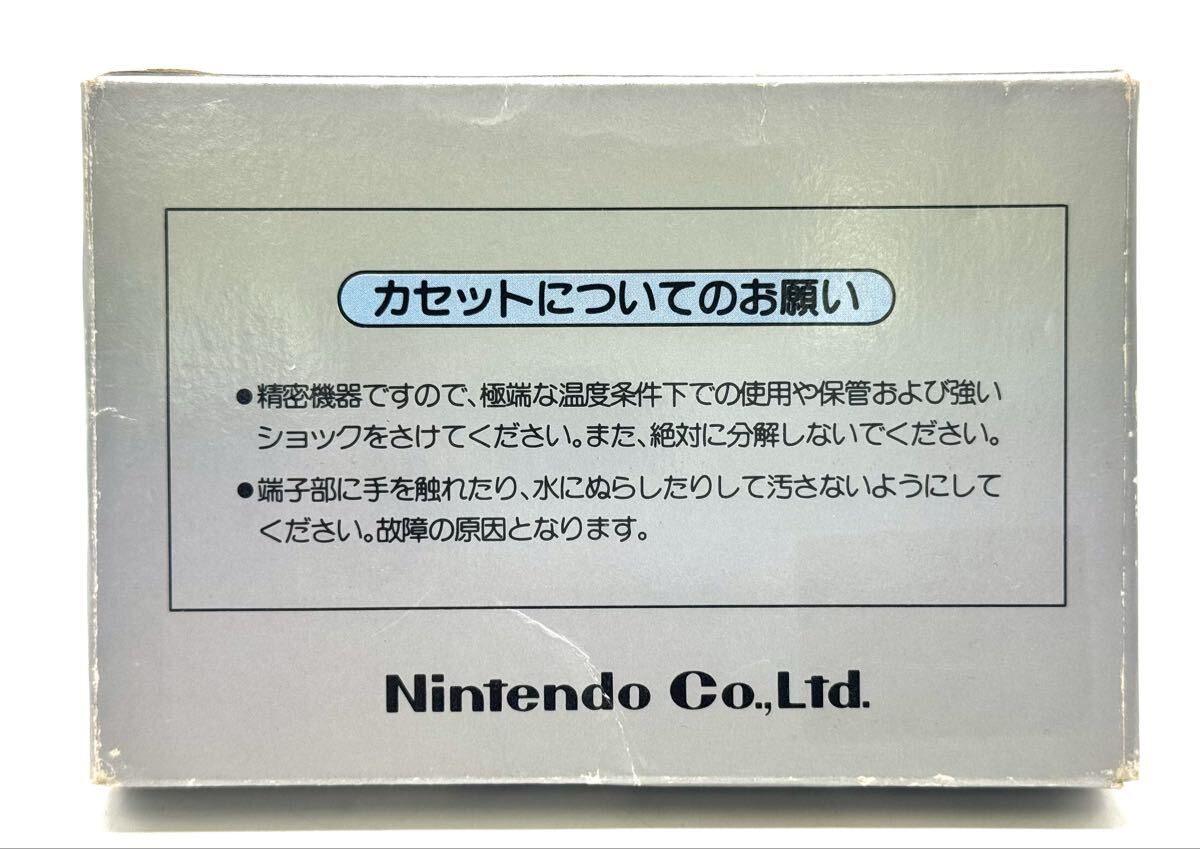 カセットについてのお願い
●精密機器ですので、極端な温度条件下での使用や保管および強い
ショックをさけてください。また、絶対に分解しないでください。
●端子部に手を触れたり、水にぬらしたりして汚さないようにして
ください。故障の原因となります。
Nintendo Co.,Ltd.